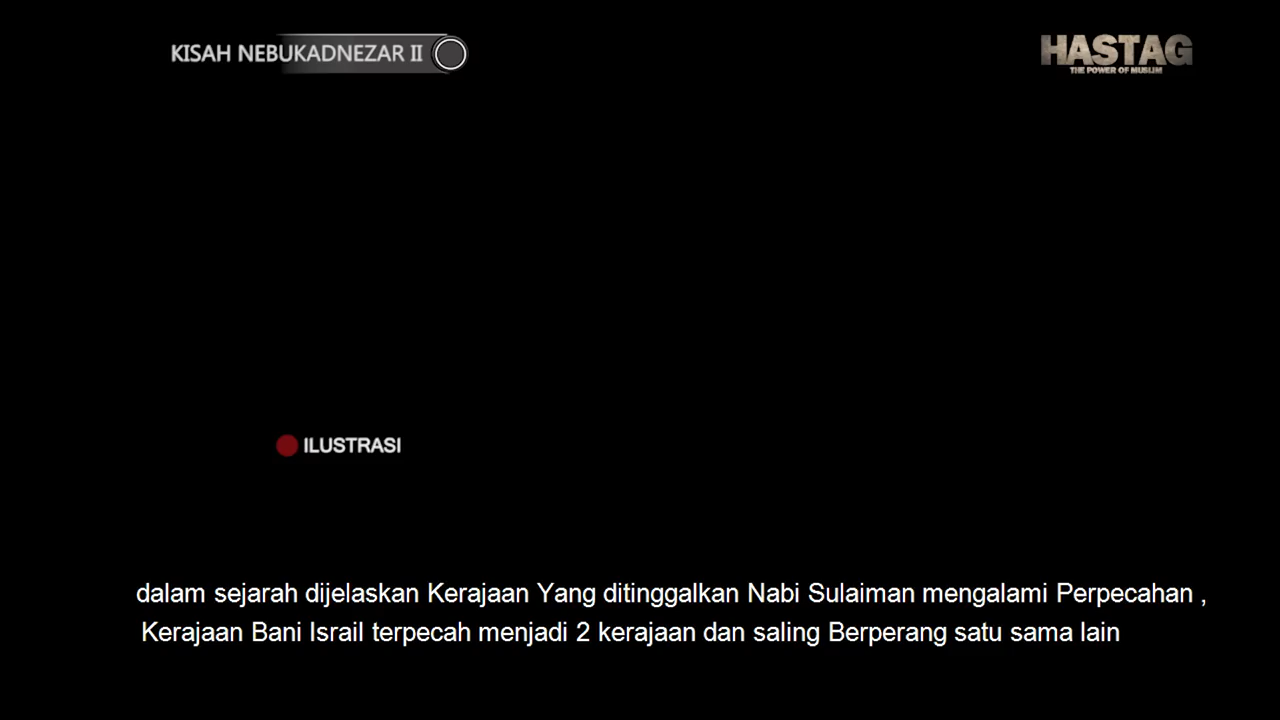 KISAH NEBUKADNEZAR II
HASTAG
THE POWER OF MUSLIM
ILUSTRASI
dalam sejarah dijelaskan Kerajaan Yang ditinggalkan Nabi Sulaiman mengalami Perpecahan ,
Kerajaan Bani Israil terpecah menjadi 2 kerajaan dan saling Berperang satu sama lain